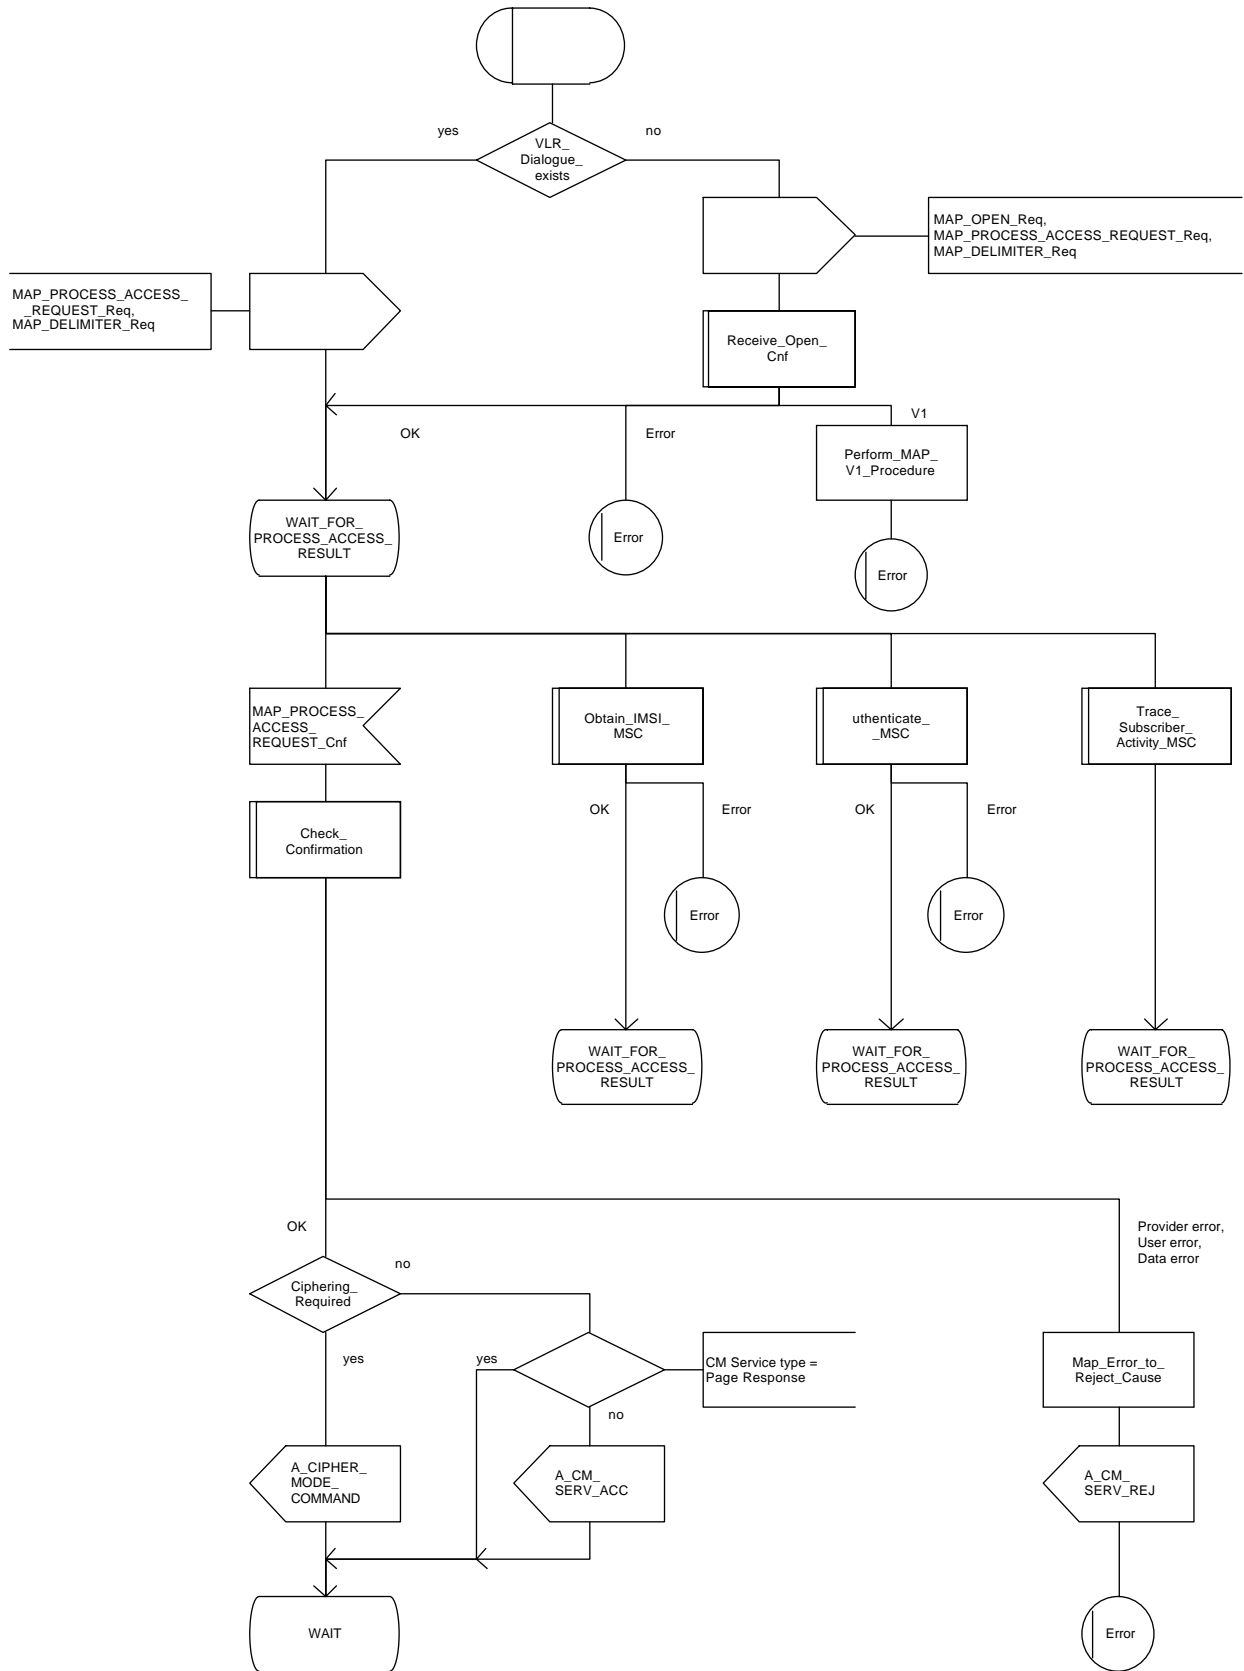 yes
no
VLR_
Dialogue_
exists
MAP_OPEN_Req,
MAP_PROCESS_ACCESS_REQUEST_Req,
MAP_DELIMITER_Req
MAP_PROCESS_ACCESS_
_REQUEST_Req,
MAP_DELIMITER_Req
Receive_Open_
Cnf
OK
Error
V1
Perform_MAP_
V1_Procedure
WAIT_FOR_
PROCESS_ACCESS_
RESULT
Error
Error
MAP_PROCESS_
ACCESS_
REQUEST_Cnf
Obtain_IMSI_
MSC
uthenticate_
_MSC
Trace_
Subscriber_
Activity_MSC
Check_
Confirmation
OK
Error
OK
Error
Error
Error
WAIT_FOR_
PROCESS_ACCESS_
RESULT
WAIT_FOR_
PROCESS_ACCESS_
RESULT
WAIT_FOR_
PROCESS_ACCESS_
RESULT
OK
Provider error,
User error,
Data error
Ciphering_
Required
no
yes
yes
CM Service type =
Page Response
no
Map_Error_to_
Reject_Cause
A_CIPHER_
MODE_
COMMAND
A_CM_
SERV_ACC
A_CM_
SERV_REJ
WAIT
Error